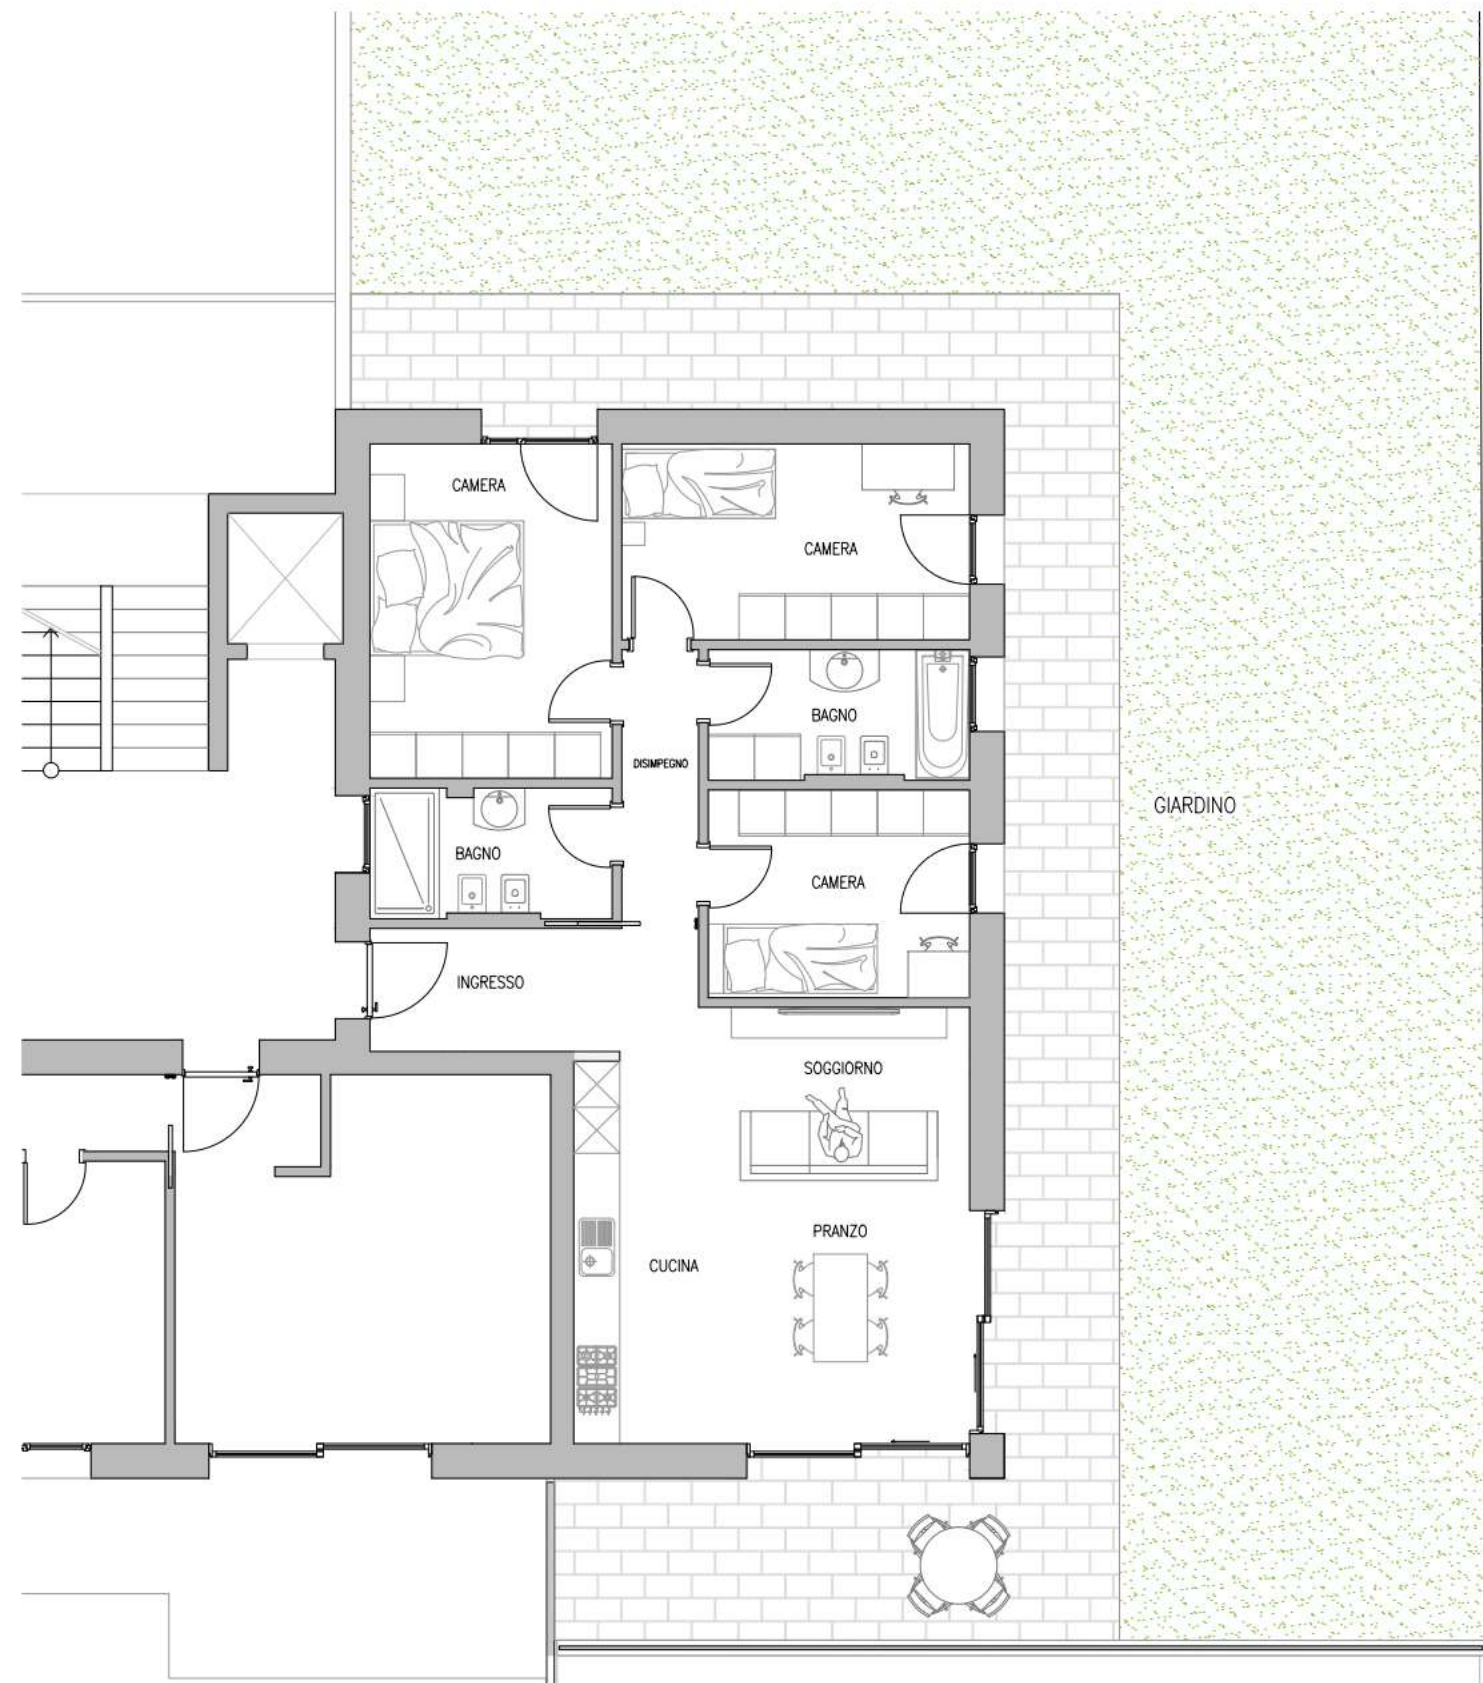 CAMERA
CAMERA
BAGNO
DISIMPEGNO
GIARDINO
BAGNO
CAMERA
INGRESSO
SOGGIORNO
PRANZO
CUCINA